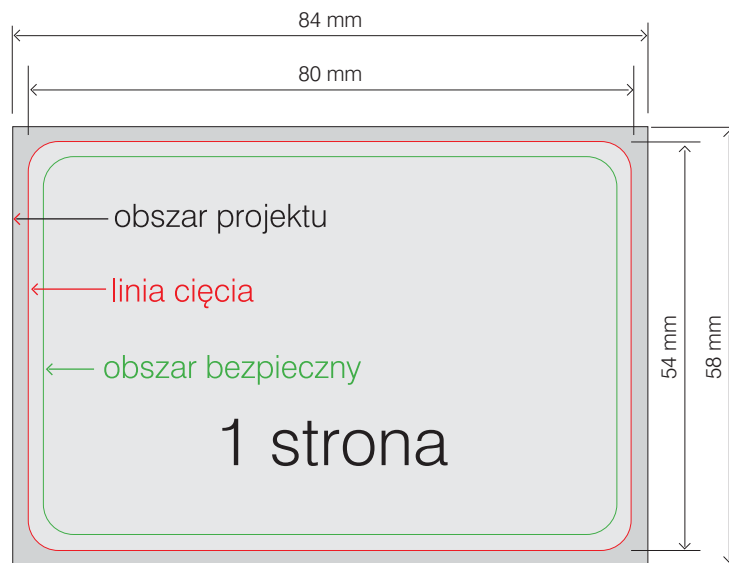 84 mm
80 mm
obszar projektu
linia cięcia
54 mm
58 mm
obszar bezpieczny
1 strona